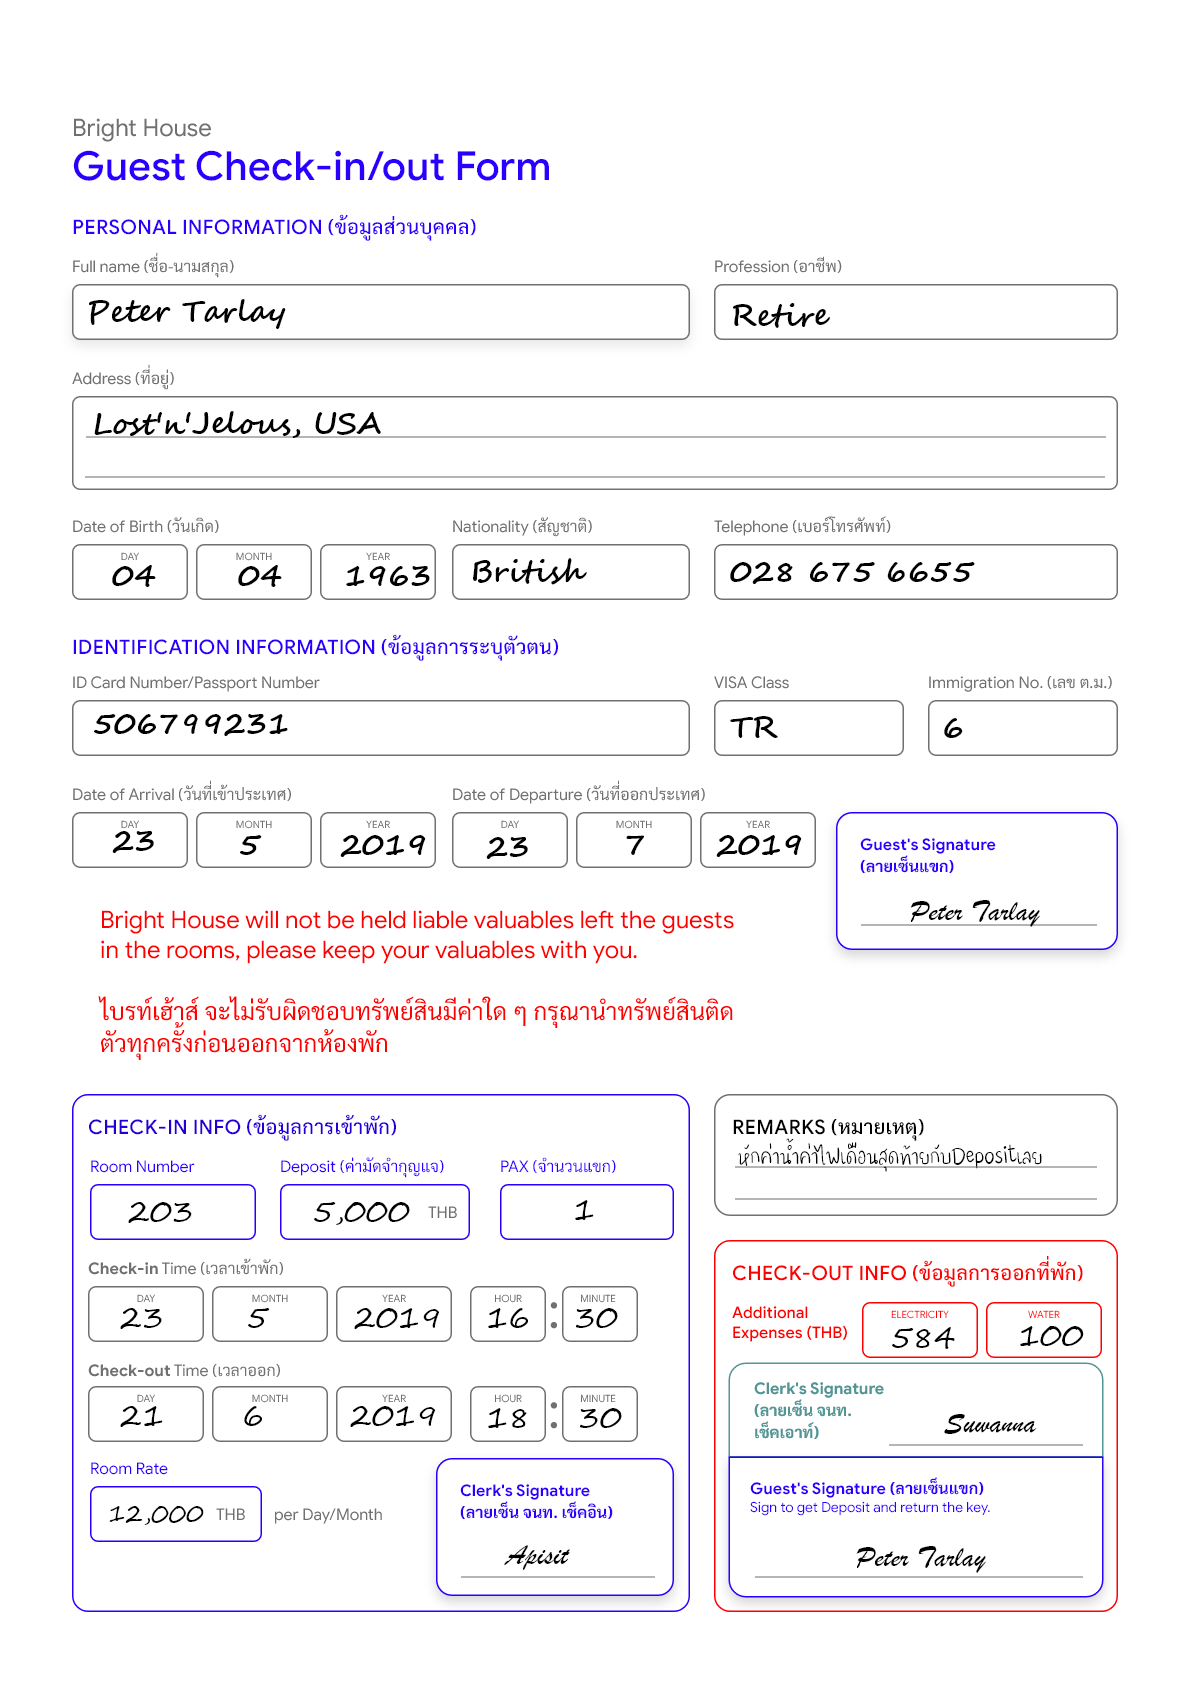 Bright House
Guest Check-in/out Form
PERSONAL INFORMATION (ข้อมูลส่วนบุคคล)
Full name (ชื่อ-นามสกุล)
Profession (อาชีพ)
Peter Tarlay
Retire
Address (ที่อยู่)
Lost'n'Jelous, USA
Date of Birth (วันเกิด)
Nationality (สัญชาติ)
Telephone (เบอร์โทรศัพท์)
DAY MONTH YEAR
04 04 1963
British
028 675 6655
IDENTIFICATION INFORMATION (ข้อมูลการระบุตัวตน)
ID Card Number/Passport Number
VISA Class
Immigration No. (เลข ต.ม.)
506799231
TR
6
Date of Arrival (วันที่เข้าประเทศ)
Date of Departure (วันที่ออกประเทศ)
DAY MONTH YEAR DAY MONTH YEAR
23 5 2019 23 7 2019
Guest's Signature
(ลายเซ็นแขก)
Peter Tarlay
Bright House will not be held liable valuables left the guests
in the rooms, please keep your valuables with you.
ไบรท์เฮ้าส์ จะไม่รับผิดชอบทรัพย์สินมีค่าใด ๆ กรุณานำทรัพย์สินติด
ตัวทุกครั้งก่อนออกจากห้องพัก
CHECK-IN INFO (ข้อมูลการเข้าพัก)
Room Number
Deposit (ค่ามัดจำกุญแจ)
PAX (จำนวนแขก)
203
5,000 THB
1
Check-in Time (เวลาเข้าพัก)
DAY MONTH YEAR HOUR MINUTE
23 5 2019 16 : 30
Check-out Time (เวลาออก)
DAY MONTH YEAR HOUR MINUTE
21 6 2019 18 : 30
Room Rate
12,000 THB per Day/Month
Clerk's Signature
(ลายเซ็น จนท. เช็คอิน)
Apisit
REMARKS (หมายเหตุ)
หักค่าน้ำค่าไฟเดือนสุดท้ายกับDepositเลย
CHECK-OUT INFO (ข้อมูลการออกที่พัก)
Additional
Expenses (THB)
ELECTRICITY WATER
584 100
Clerk's Signature
(ลายเซ็น จนท.
เช็คเอาท์)
Suwanna
Guest's Signature (ลายเซ็นแขก)
Sign to get Deposit and return the key.
Peter Tarlay